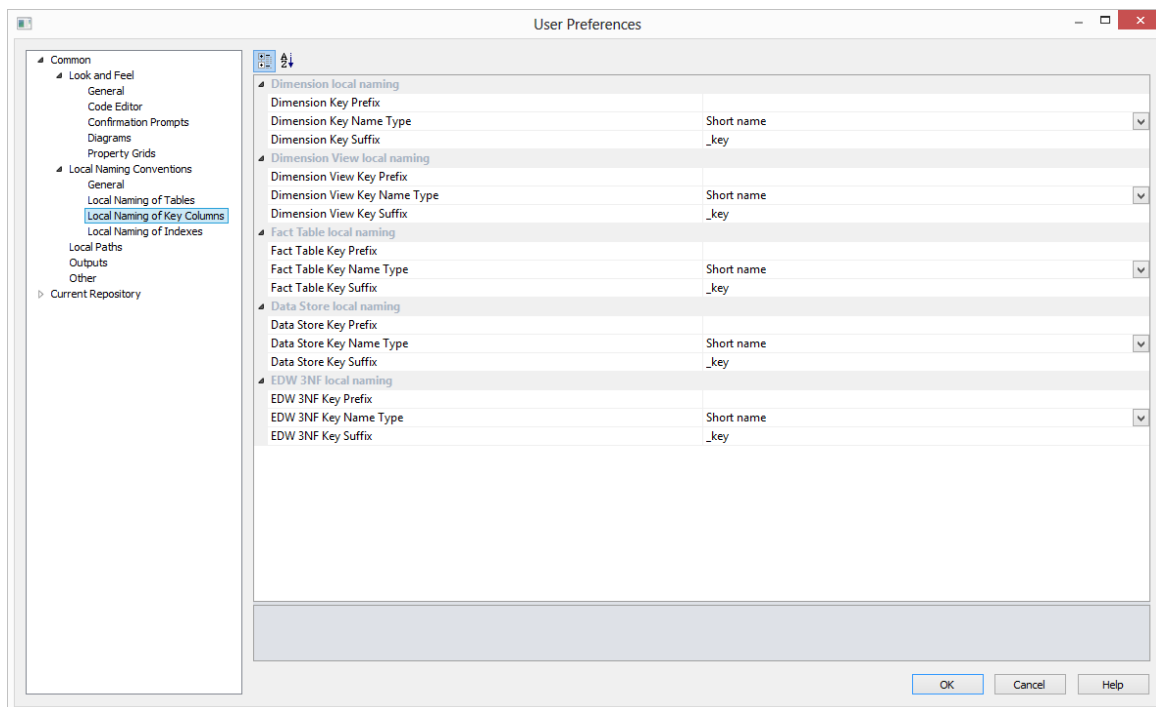 User Preferences
Common
Look and Feel
General
Code Editor
Confirmation Prompts
Diagrams
Property Grids
Local Naming Conventions
General
Local Naming of Tables
Local Naming of Key Columns
Local Naming of Indexes
Local Paths
Outputs
Other
Current Repository
Dimension local naming
Dimension Key Prefix
Dimension Key Name Type Short name
Dimension Key Suffix _key
Dimension View local naming
Dimension View Key Prefix
Dimension View Key Name Type Short name
Dimension View Key Suffix _key
Fact Table local naming
Fact Table Key Prefix
Fact Table Key Name Type Short name
Fact Table Key Suffix _key
Data Store local naming
Data Store Key Prefix
Data Store Key Name Type Short name
Data Store Key Suffix _key
EDW 3NF local naming
EDW 3NF Key Prefix
EDW 3NF Key Name Type Short name
EDW 3NF Key Suffix _key
OK Cancel Help